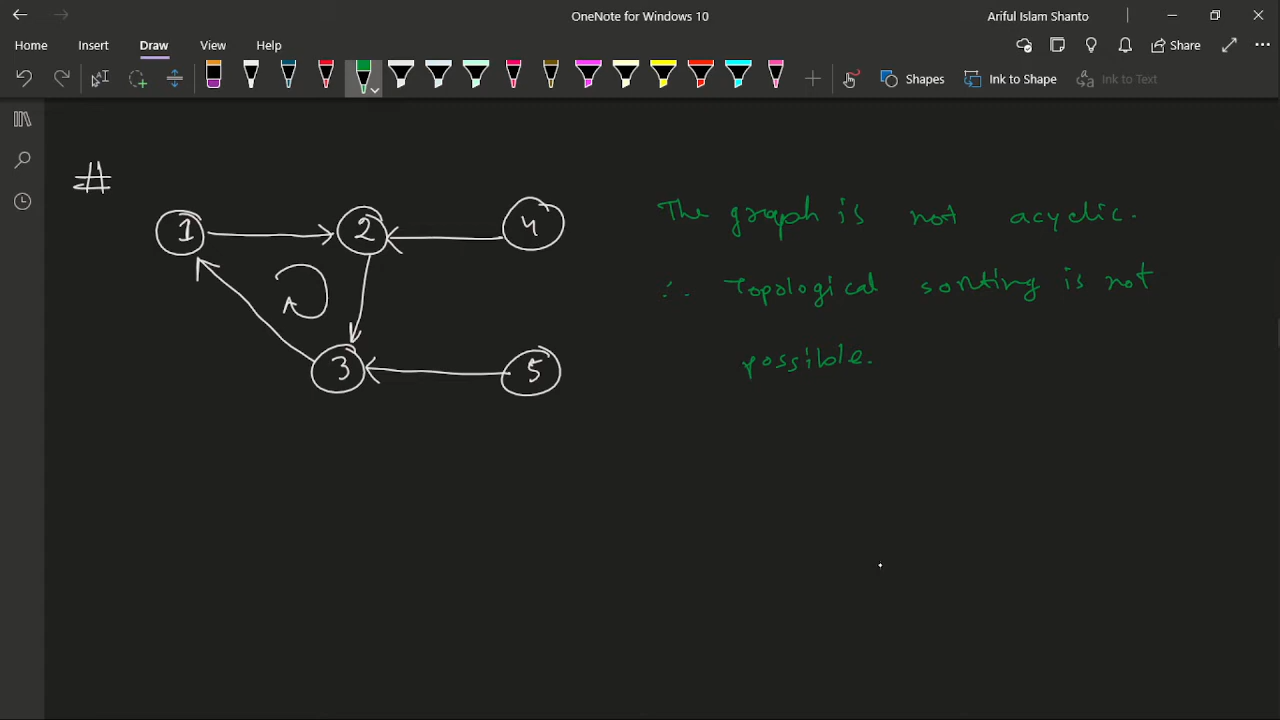 OneNote for Windows 10
Ariful Islam Shanto
Home Insert Draw View Help
Share
Shapes Ink to Shape Ink to Text
#
1 2 4
3 5
The graph is not acyclic.
∴ Topological sorting is not
possible.